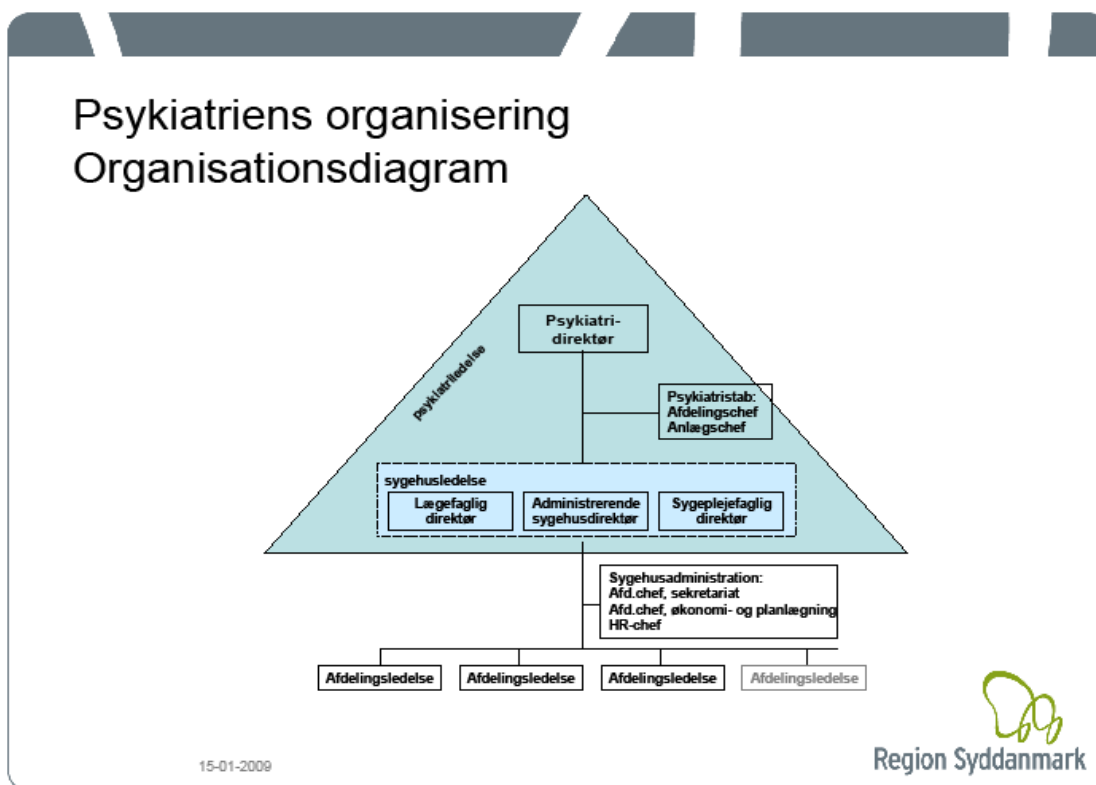 Psykiatriens organisering
Organisationsdiagram
Psykiatri-
direktør
psykiatriledelse
Psykiatristab:
Afdelingschef
Anlægschef
sygehusledelse
Lægefaglig
direktør
Administrerende
sygehusdirektør
Sygeplejefaglig
direktør
Sygehusadministration:
Afd.chef, sekretariat
Afd.chef, økonomi- og planlægning
HR-chef
Afdelingsledelse
Afdelingsledelse
Afdelingsledelse
Afdelingsledelse
15-01-2009
Region Syddanmark